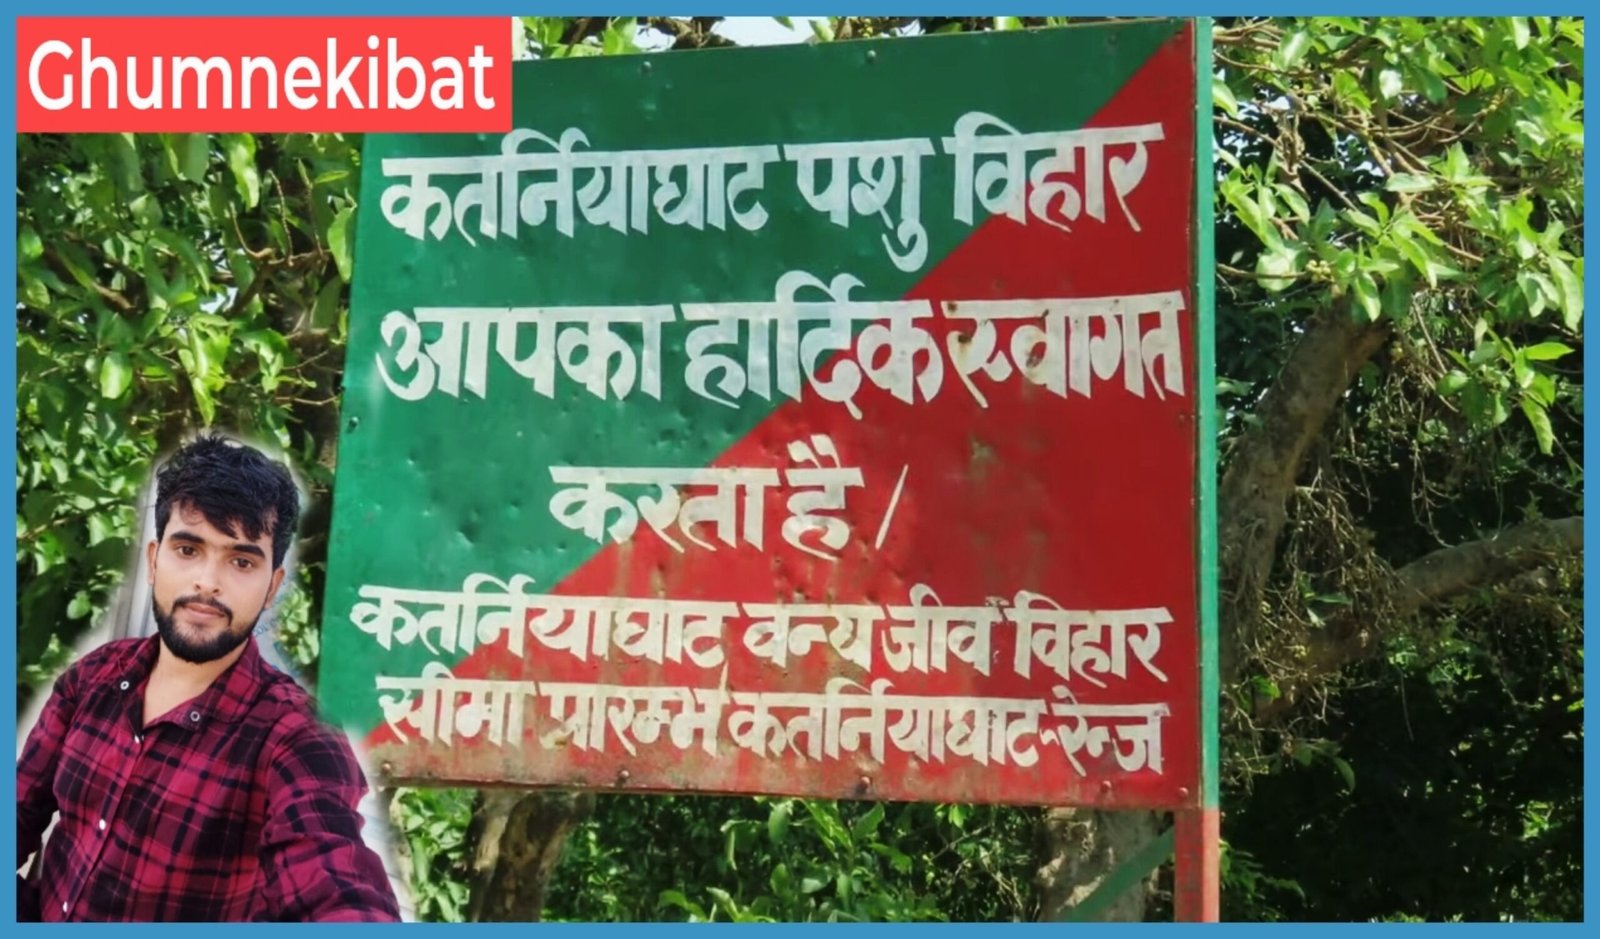 Ghumnekibat
कतर्नियाघाट पशु विहार
आपका हार्दिक स्वागत
करता है /
कतर्नियाघाट वन्य जीव विहार
सीमा प्रारम्भ कतर्नियाघाट-रेन्ज